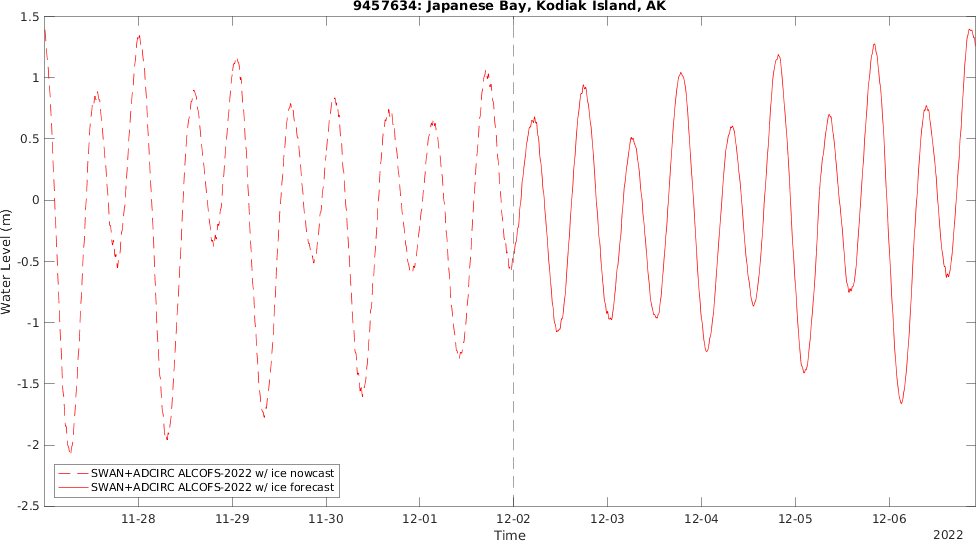 9457634: Japanese Bay, Kodiak Island, AK
1.5
1
0.5
0
-0.5
-1
-1.5
-2
-2.5
Water Level (m)
SWAN+ADCIRC ALCOFS-2022 w/ ice nowcast
SWAN+ADCIRC ALCOFS-2022 w/ ice forecast
11-28 11-29 11-30 12-01 12-02 12-03 12-04 12-05 12-06
Time
2022